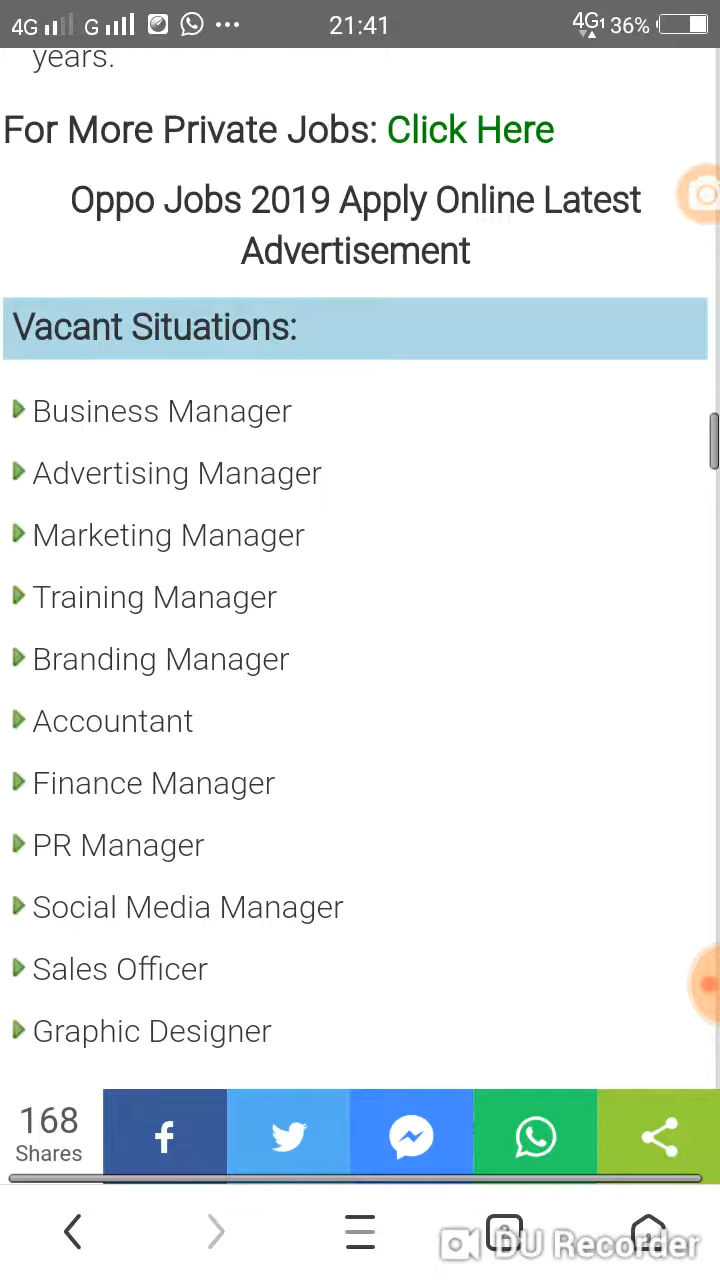 4G G 21:41 4G1 36%
years.
For More Private Jobs: Click Here
Oppo Jobs 2019 Apply Online Latest
Advertisement
Vacant Situations:
Business Manager
Advertising Manager
Marketing Manager
Training Manager
Branding Manager
Accountant
Finance Manager
PR Manager
Social Media Manager
Sales Officer
Graphic Designer
168
Shares
DU Recorder